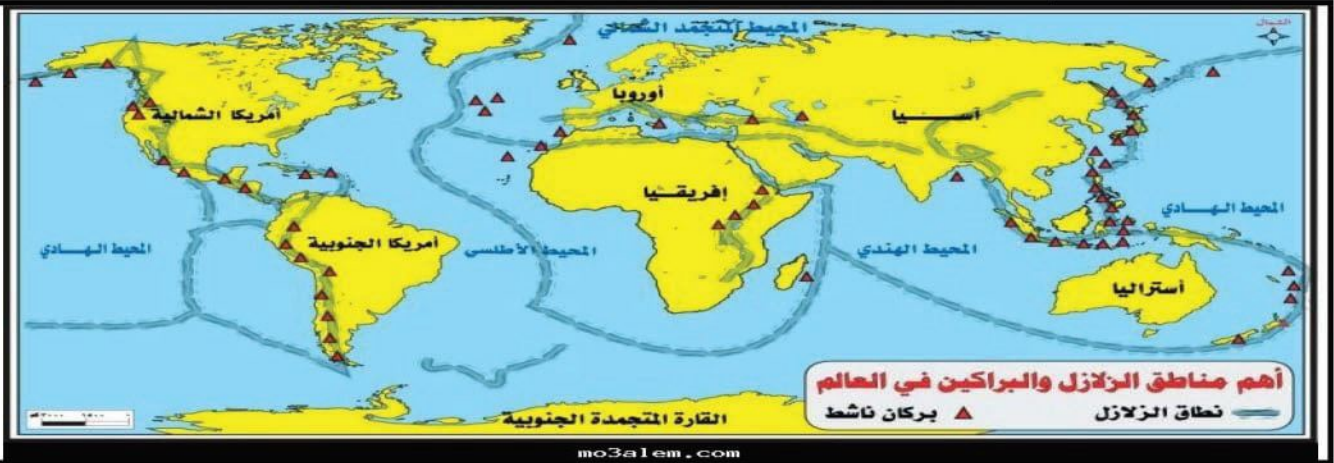 الشمال
المحيط المتجمد الشمالي
أوروبا
آسيا
أمريكا الشمالية
إفريقيا
المحيط الهادي
أمريكا الجنوبية
المحيط الأطلسي
المحيط الهندي
المحيط الهادي
أستراليا
أهم مناطق الزلازل والبراكين في العالم
نطاق الزلازل
بركان ناشط
القارة المتجمدة الجنوبية
mo3alem.com